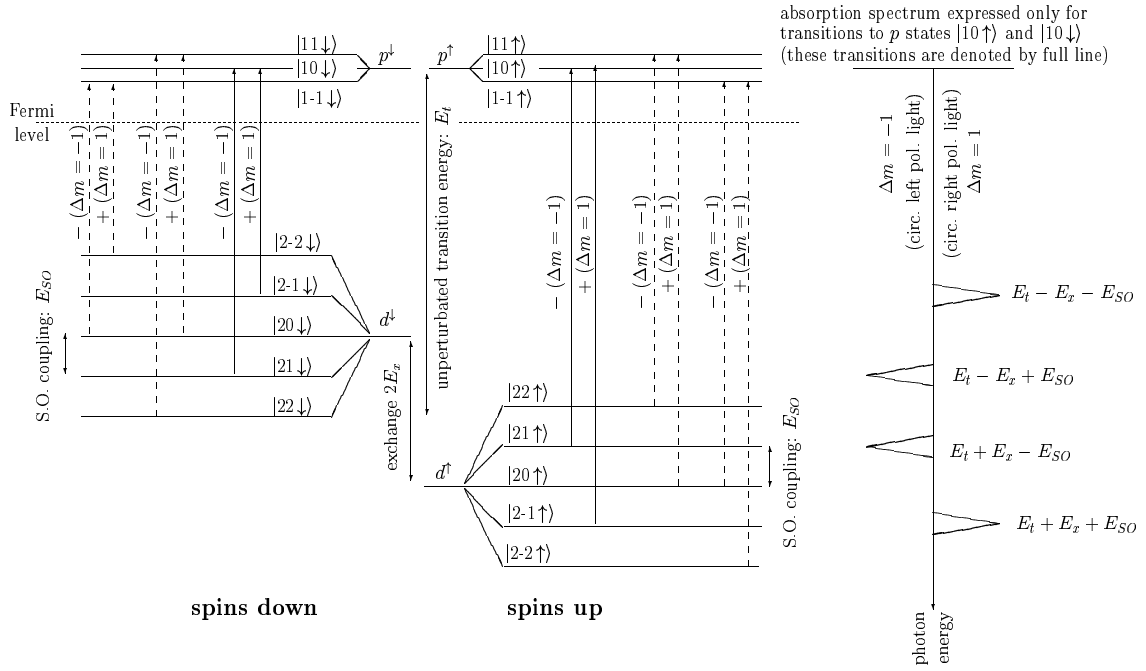 absorption spectrum expressed only for
transitions to p states |10↑⟩ and |10↓⟩
(these transitions are denoted by full line)
|11↓⟩
|10↓⟩
|1-1↓⟩
p↓
p↑
|11↑⟩
|10↑⟩
|1-1↑⟩
Fermi
level
− (Δm = −1)
+ (Δm = 1)
− (Δm = −1)
+ (Δm = 1)
− (Δm = −1)
+ (Δm = 1)
|2-2↓⟩
|2-1↓⟩
|20↓⟩
|21↓⟩
|22↓⟩
d↓
S.O. coupling: E_SO
exchange 2E_x
unperturbated transition energy: E_t
− (Δm = −1)
+ (Δm = 1)
− (Δm = −1)
+ (Δm = 1)
− (Δm = −1)
+ (Δm = 1)
|22↑⟩
|21↑⟩
|20↑⟩
|2-1↑⟩
|2-2↑⟩
d↑
S.O. coupling: E_SO
Δm = −1
(circ. left pol. light)
(circ. right pol. light)
Δm = 1
E_t − E_x − E_SO
E_t − E_x + E_SO
E_t + E_x − E_SO
E_t + E_x + E_SO
photon
energy
spins down
spins up